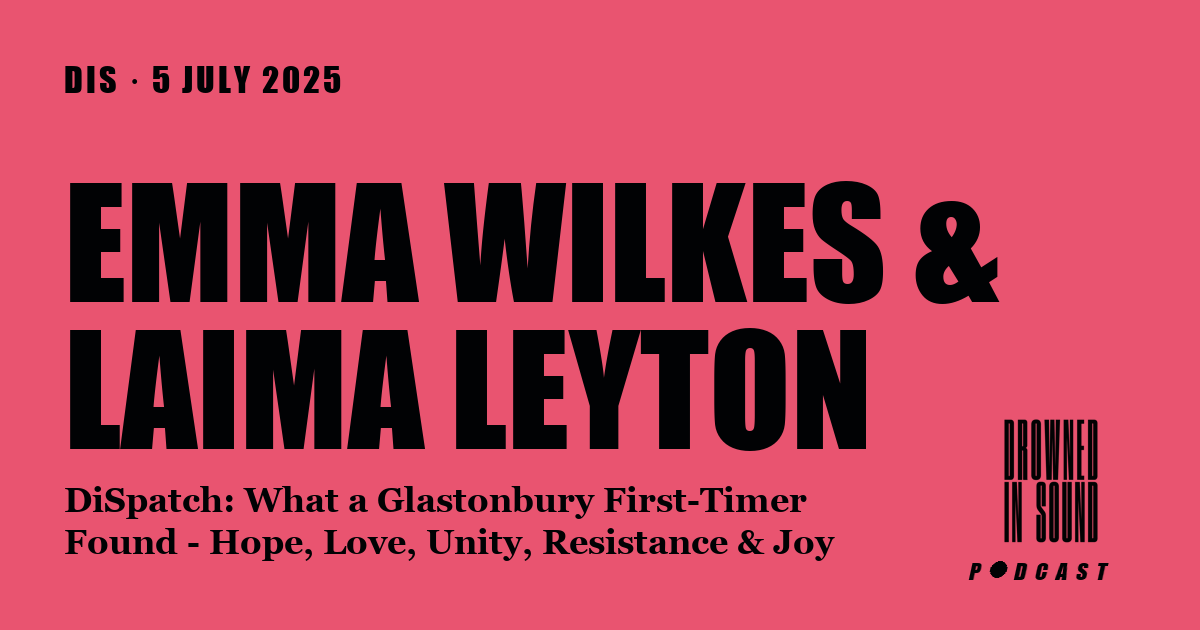 DIS · 5 JULY 2025
EMMA WILKES &
LAIMA LEYTON
DiSpatch: What a Glastonbury First-Timer
Found - Hope, Love, Unity, Resistance & Joy
DROWNED
IN SOUND
PODCAST